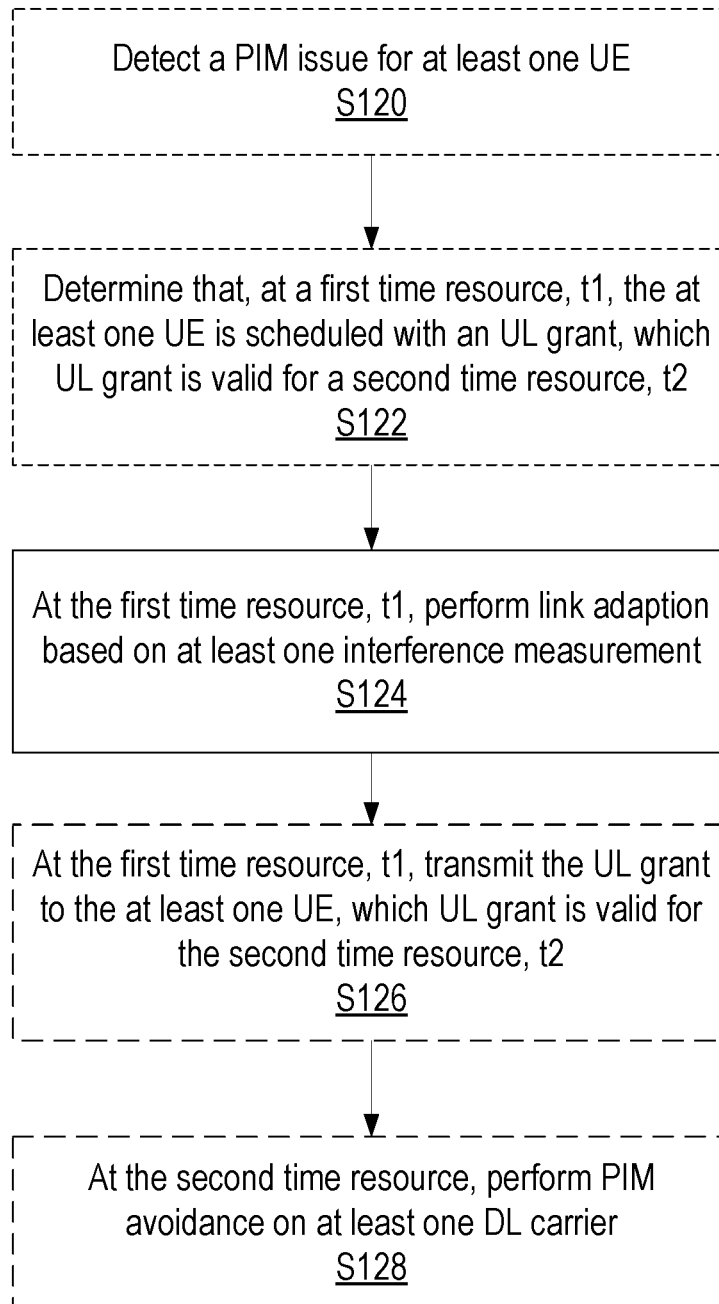 Detect a PIM issue for at least one UE
S120
Determine that, at a first time resource, t1, the at
least one UE is scheduled with an UL grant, which
UL grant is valid for a second time resource, t2
S122
At the first time resource, t1, perform link adaption
based on at least one interference measurement
S124
At the first time resource, t1, transmit the UL grant
to the at least one UE, which UL grant is valid for
the second time resource, t2
S126
At the second time resource, perform PIM
avoidance on at least one DL carrier
S128